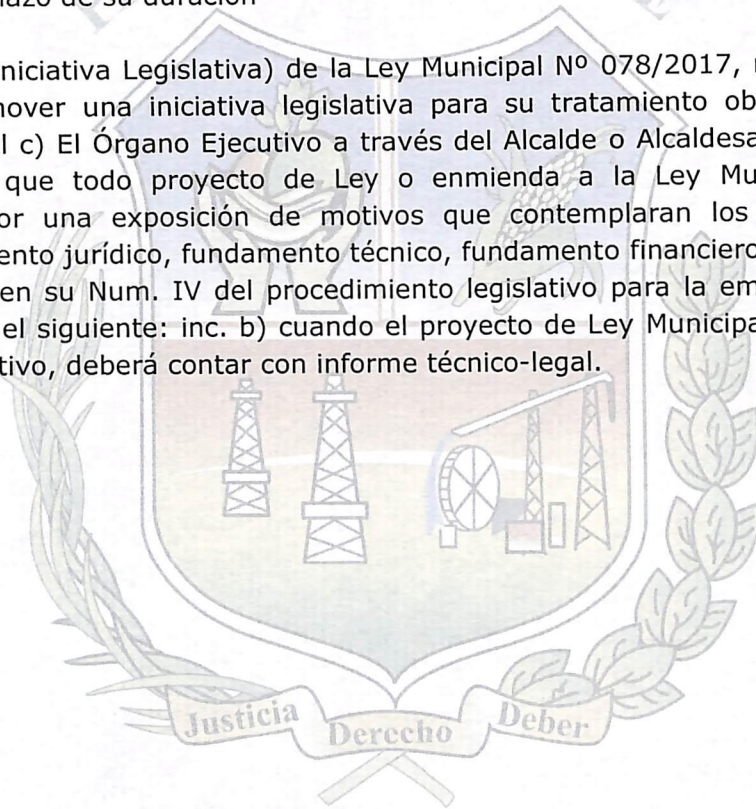 de su duración
niciativa Legislativa) de la Ley Municipal Nº 078/2017,
over una iniciativa legislativa para su tratamiento ob
l c) El Órgano Ejecutivo a través del Alcalde o Alcaldesa
que todo proyecto de Ley o enmienda a la Ley Mu
or una exposición de motivos que contemplaran los
ento jurídico, fundamento técnico, fundamento financiero
en su Num. IV del procedimiento legislativo para la em
el siguiente: inc. b) cuando el proyecto de Ley Municipa
tivo, deberá contar con informe técnico-legal.
Justicia Derecho Deber